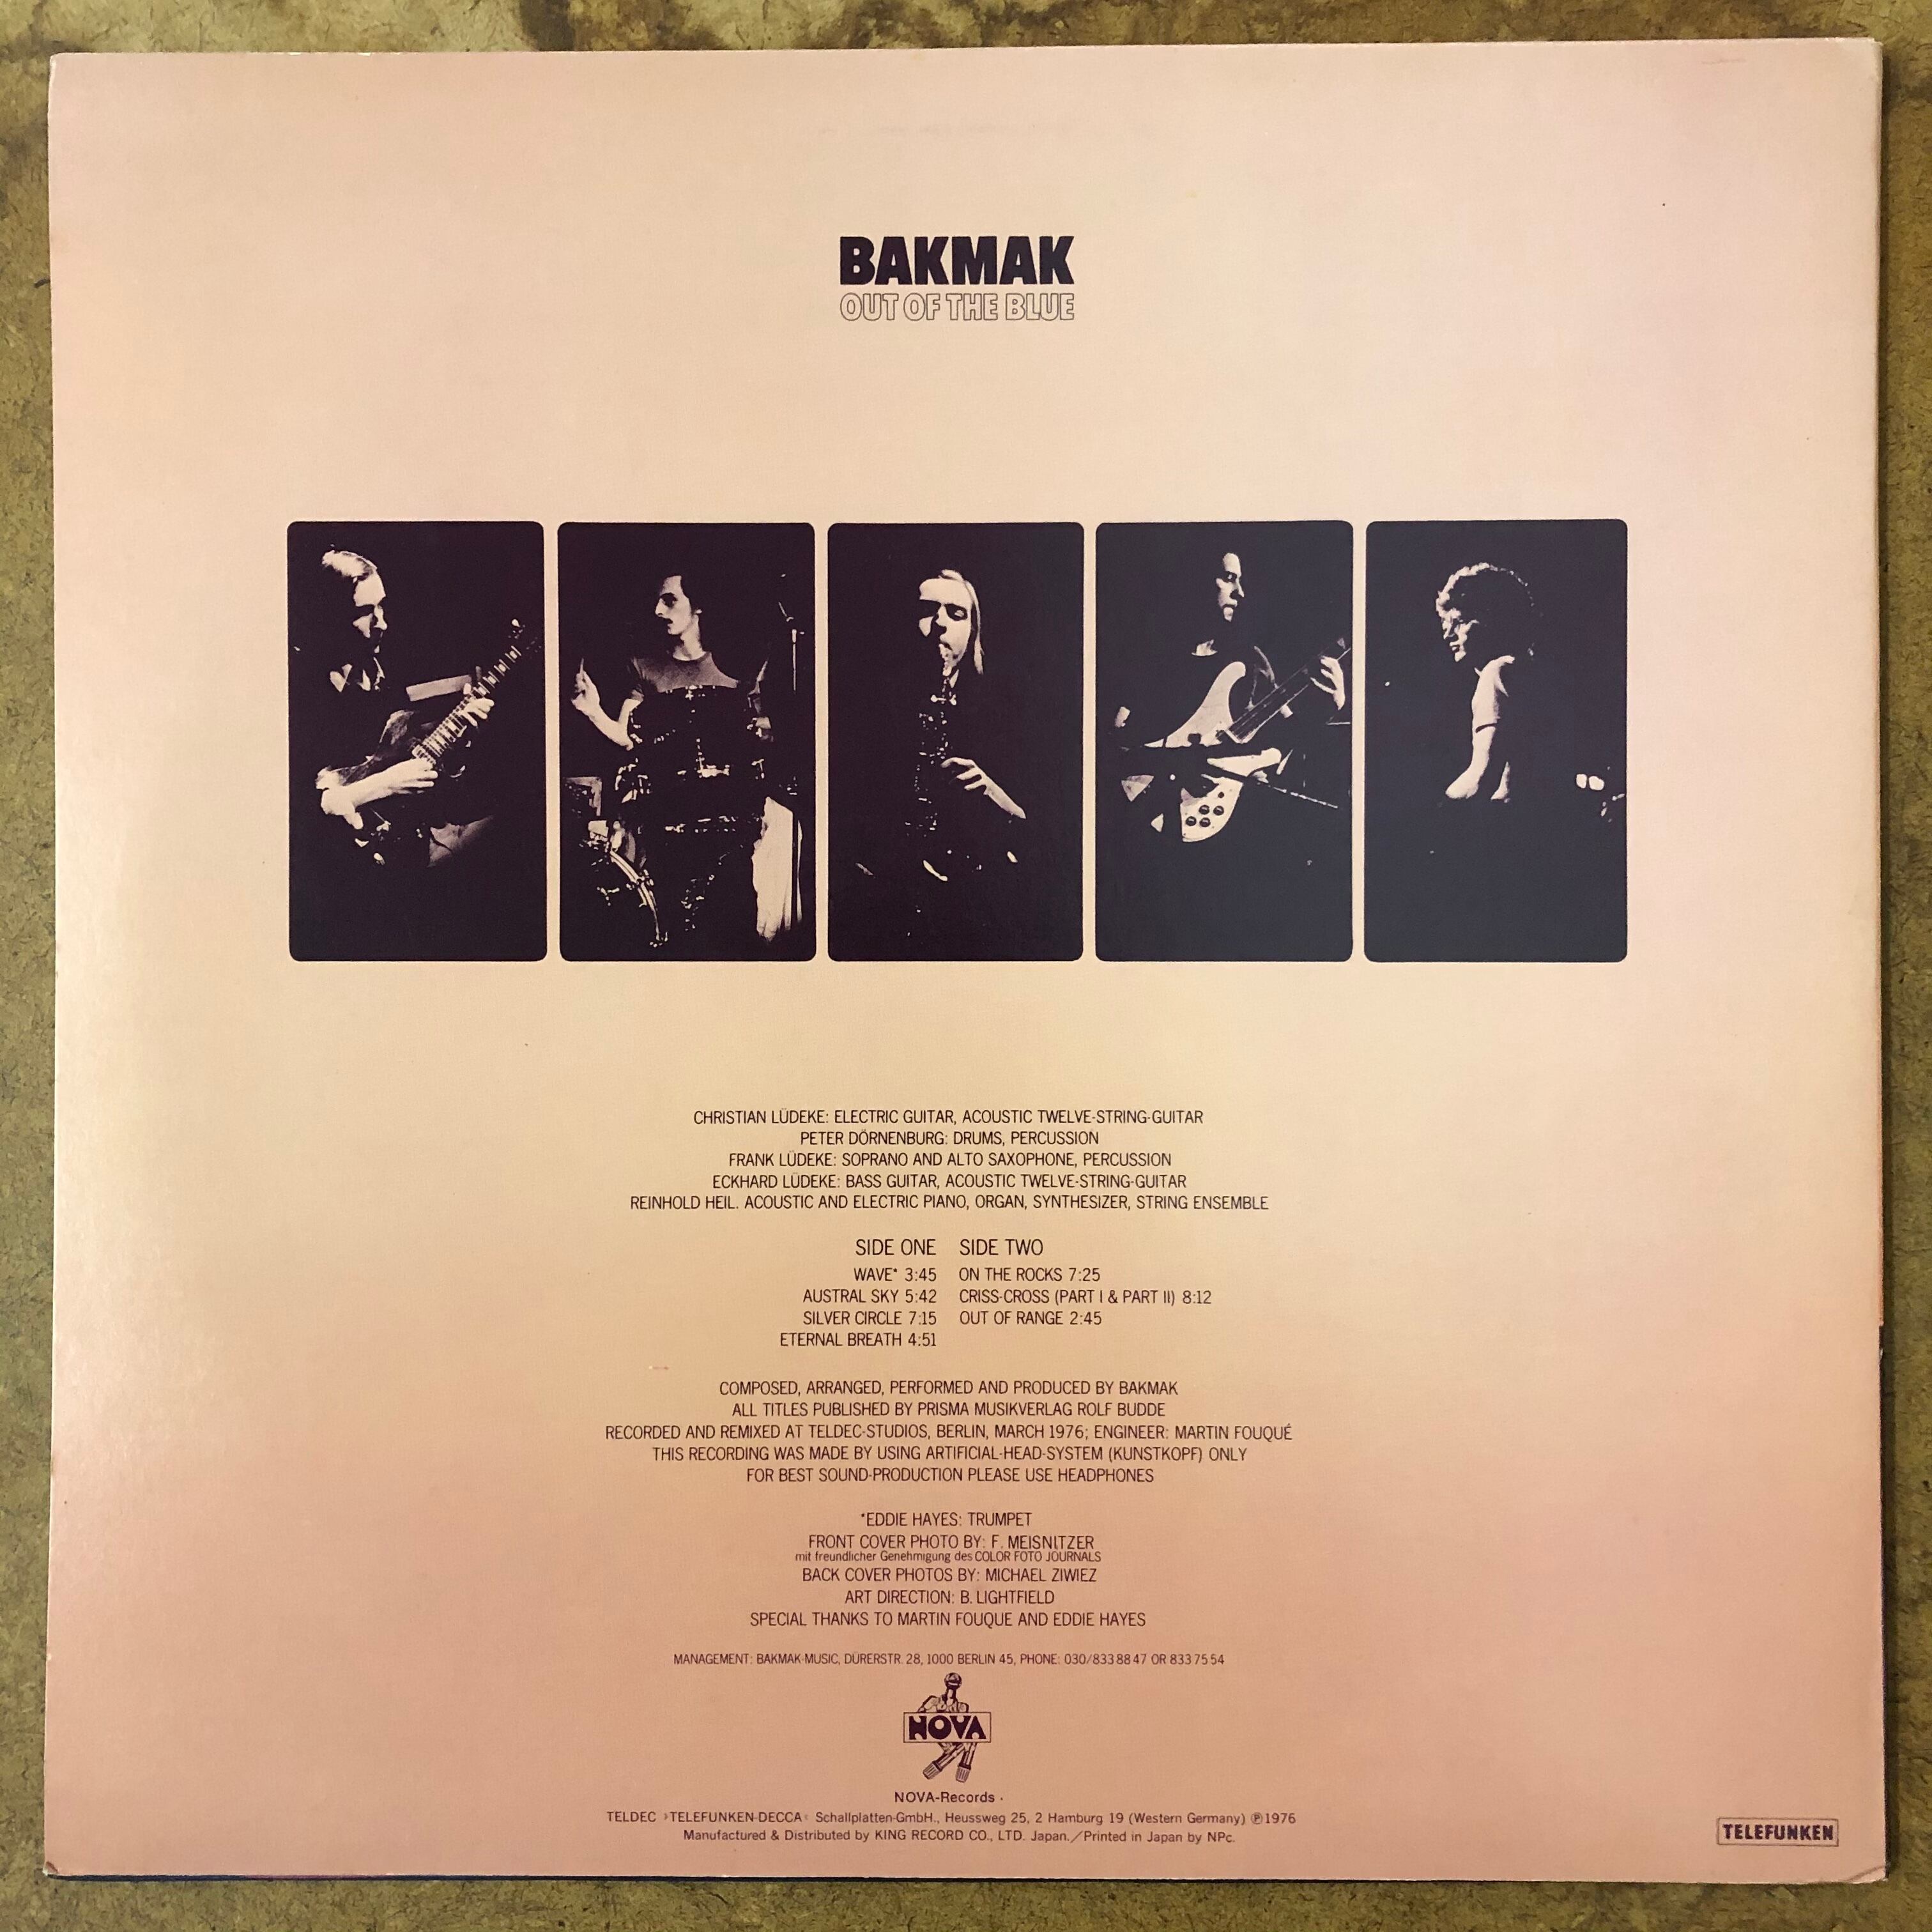 BAKMAK
OUT OF THE BLUE
CHRISTIAN LÜDEKE: ELECTRIC GUITAR, ACOUSTIC TWELVE-STRING-GUITAR
PETER DÖRNENBURG: DRUMS, PERCUSSION
FRANK LÜDEKE: SOPRANO AND ALTO SAXOPHONE, PERCUSSION
ECKHARD LÜDEKE: BASS GUITAR, ACOUSTIC TWELVE-STRING-GUITAR
REINHOLD HEIL. ACOUSTIC AND ELECTRIC PIANO, ORGAN, SYNTHESIZER, STRING ENSEMBLE
SIDE ONE
WAVE* 3:45
AUSTRAL SKY 5:42
SILVER CIRCLE 7:15
ETERNAL BREATH 4:51
SIDE TWO
ON THE ROCKS 7:25
CRISS-CROSS (PART I & PART II) 8:12
OUT OF RANGE 2:45
COMPOSED, ARRANGED, PERFORMED AND PRODUCED BY BAKMAK
ALL TITLES PUBLISHED BY PRISMA MUSIKVERLAG ROLF BUDDE
RECORDED AND REMIXED AT TELDEC-STUDIOS, BERLIN, MARCH 1976; ENGINEER: MARTIN FOUQUÉ
THIS RECORDING WAS MADE BY USING ARTIFICIAL-HEAD-SYSTEM (KUNSTKOPF) ONLY
FOR BEST SOUND-PRODUCTION PLEASE USE HEADPHONES
*EDDIE HAYES: TRUMPET
FRONT COVER PHOTO BY: F. MEISNITZER
mit freundlicher Genehmigung des COLOR FOTO JOURNALS
BACK COVER PHOTOS BY: MICHAEL ZIWIEZ
ART DIRECTION: B. LIGHTFIELD
SPECIAL THANKS TO MARTIN FOUQUE AND EDDIE HAYES
MANAGEMENT: BAKMAK-MUSIC, DÜRERSTR. 28, 1000 BERLIN 45, PHONE: 030/833 88 47 OR 833 75 54
NOVA
NOVA-Records ·
TELDEC »TELEFUNKEN-DECCA« Schallplatten-GmbH., Heussweg 25, 2 Hamburg 19 (Western Germany) ℗1976
Manufactured & Distributed by KING RECORD CO., LTD. Japan./Printed in Japan by NPc.
TELEFUNKEN